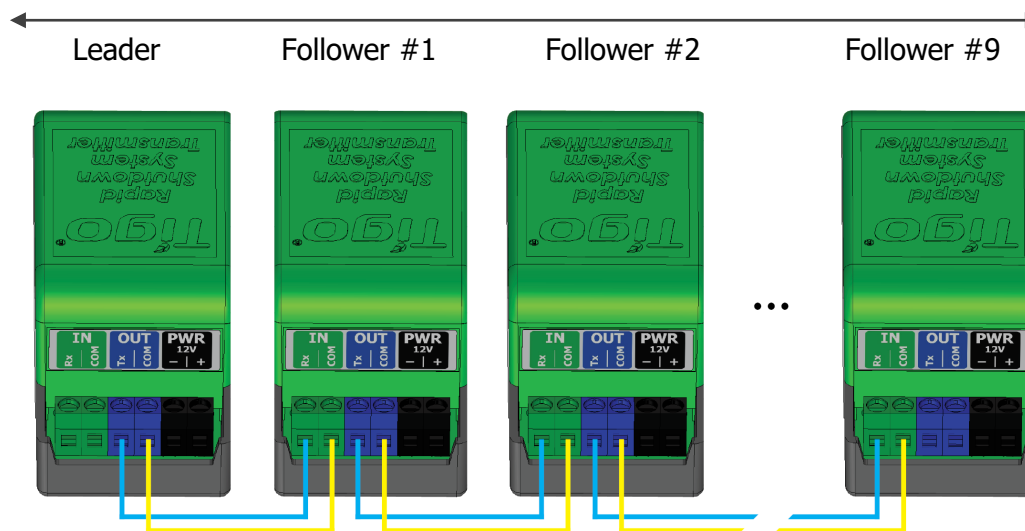 Leader
Follower #1
Follower #2
Follower #9
Tigo®
Rapid
Shutdown
System
Transmitter
Tigo®
Rapid
Shutdown
System
Transmitter
Tigo®
Rapid
Shutdown
System
Transmitter
...
Tigo®
Rapid
Shutdown
System
Transmitter
IN OUT PWR
12V
Rx | COM Tx | COM − | +
IN OUT PWR
12V
Rx | COM Tx | COM − | +
IN OUT PWR
12V
Rx | COM Tx | COM − | +
IN OUT PWR
12V
Rx | COM Tx | COM − | +